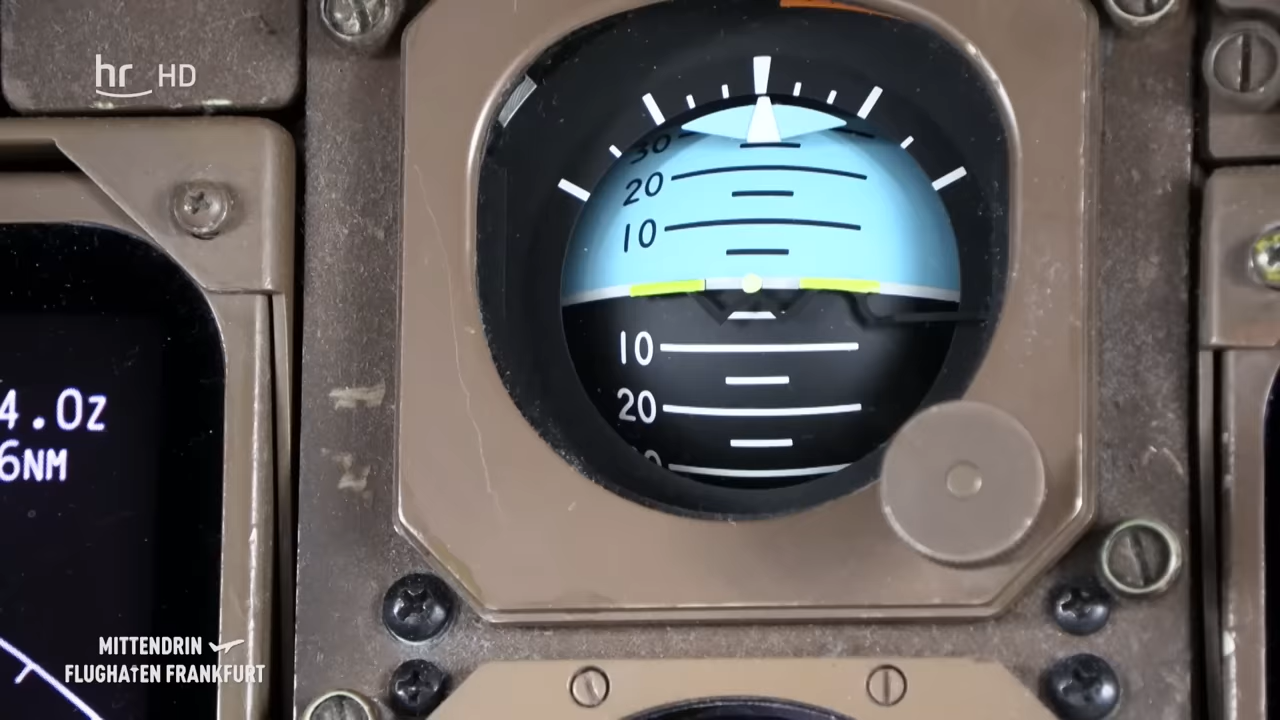 hr HD
30
20
10
10
20
4.0z
6NM
MITTENDRIN
FLUGHAFEN FRANKFURT